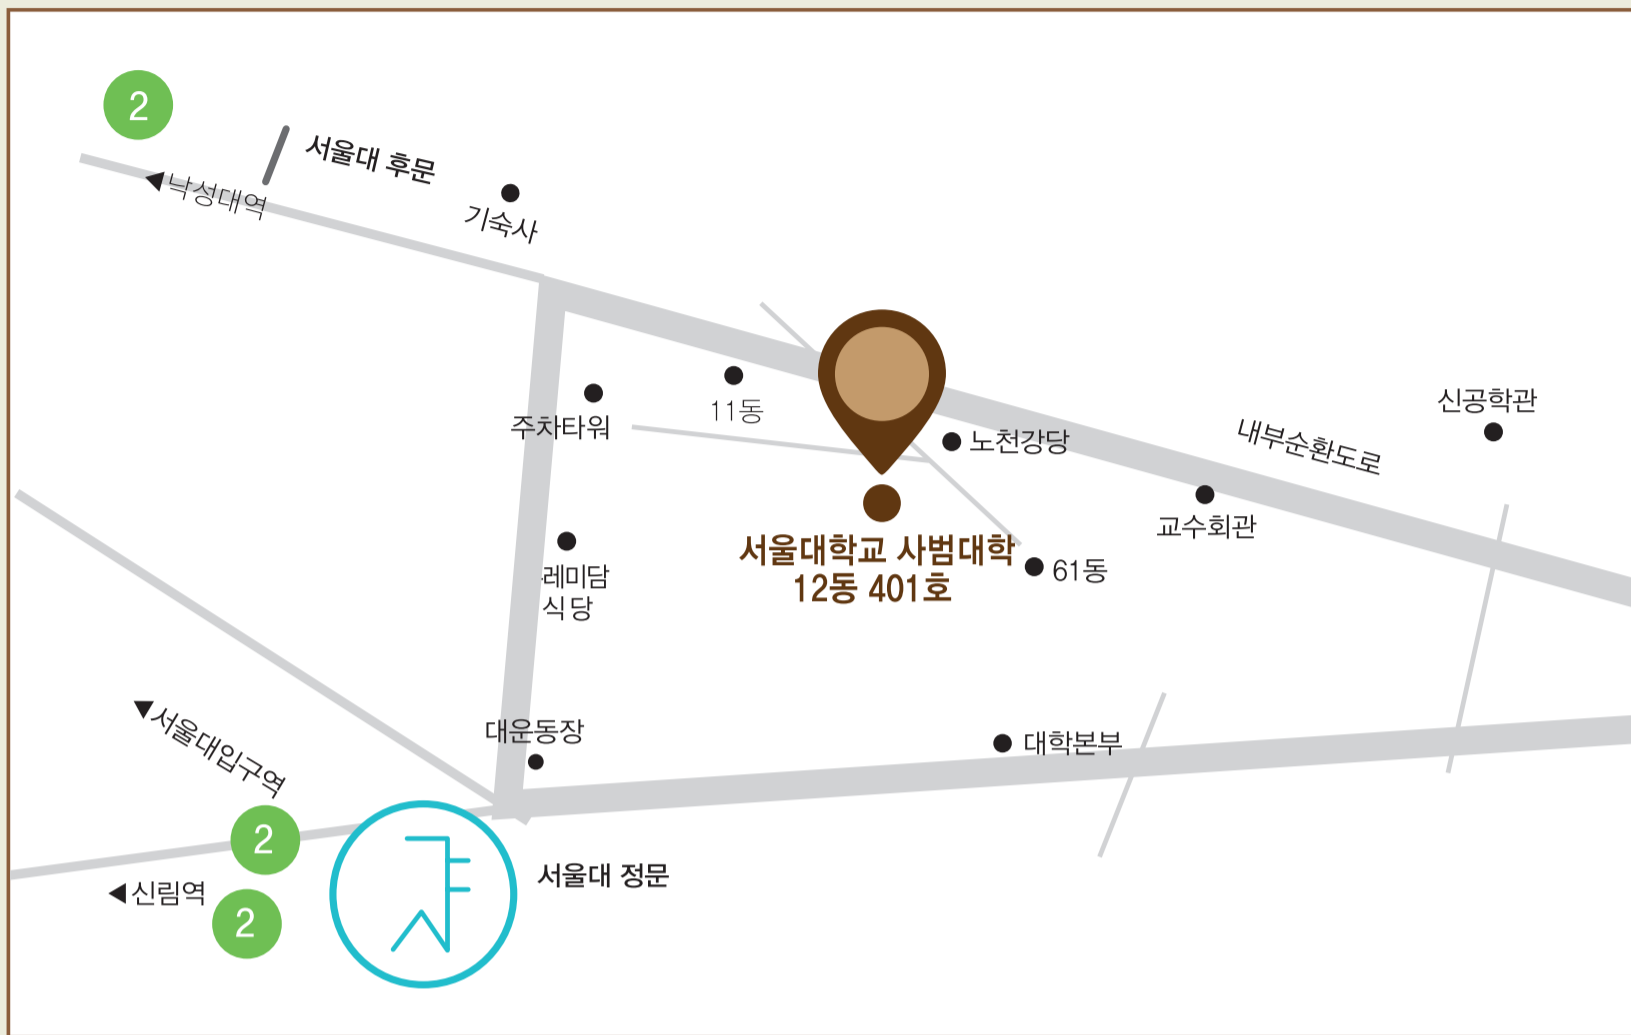 2
서울대 후문
낙성대역
기숙사
11동
주차타워
노천강당
내부순환도로
신공학관
교수회관
서울대학교 사범대학
12동 401호
61동
레미담
식당
대운동장
대학본부
서울대입구역
2
신림역
2
서울대 정문